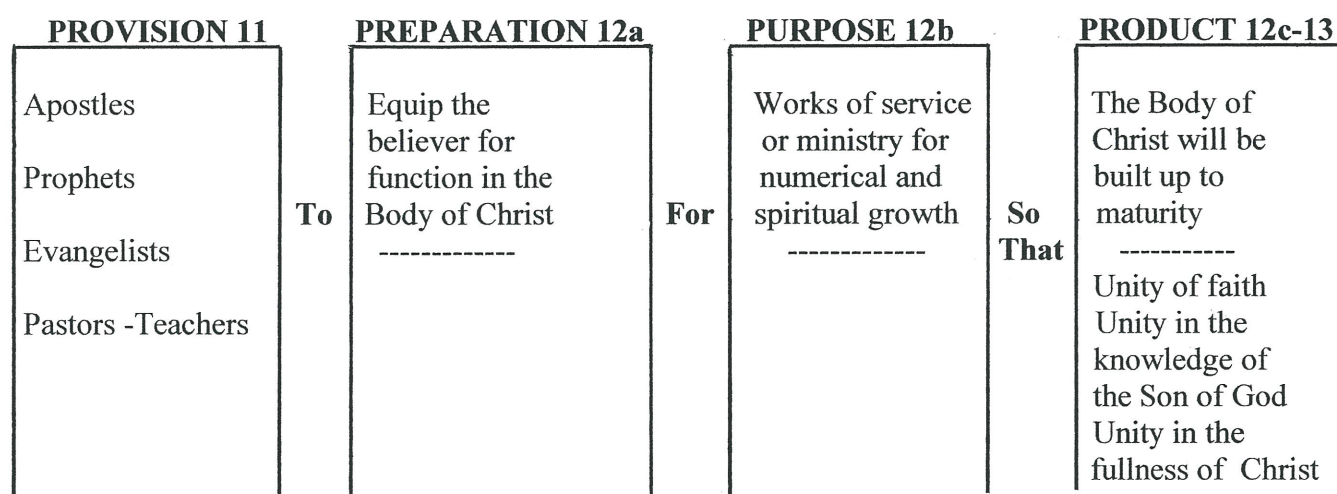 PROVISION 11
Apostles
Prophets
Evangelists
Pastors -Teachers
To
PREPARATION 12a
Equip the
believer for
function in the
Body of Christ
-------------
For
PURPOSE 12b
Works of service
or ministry for
numerical and
spiritual growth
-------------
So
That
PRODUCT 12c-13
The Body of
Christ will be
built up to
maturity
-----------
Unity of faith
Unity in the
knowledge of
the Son of God
Unity in the
fullness of Christ